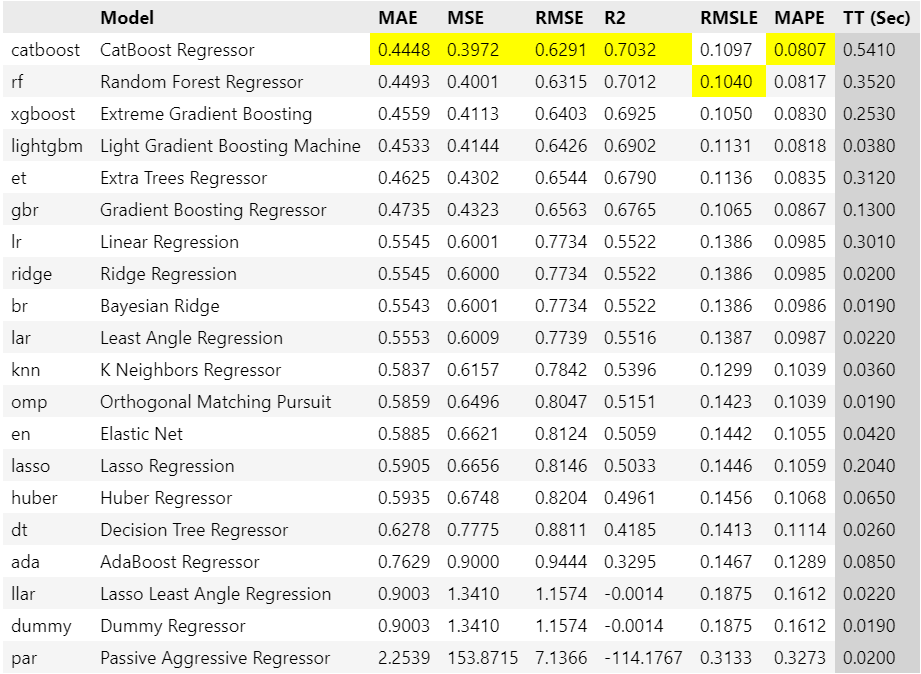 Model MAE MSE RMSE R2 RMSLE MAPE TT (Sec)
catboost CatBoost Regressor 0.4448 0.3972 0.6291 0.7032 0.1097 0.0807 0.5410
rf Random Forest Regressor 0.4493 0.4001 0.6315 0.7012 0.1040 0.0817 0.3520
xgboost Extreme Gradient Boosting 0.4559 0.4113 0.6403 0.6925 0.1050 0.0830 0.2530
lightgbm Light Gradient Boosting Machine 0.4533 0.4144 0.6426 0.6902 0.1131 0.0818 0.0380
et Extra Trees Regressor 0.4625 0.4302 0.6544 0.6790 0.1136 0.0835 0.3120
gbr Gradient Boosting Regressor 0.4735 0.4323 0.6563 0.6765 0.1065 0.0867 0.1300
lr Linear Regression 0.5545 0.6001 0.7734 0.5522 0.1386 0.0985 0.3010
ridge Ridge Regression 0.5545 0.6000 0.7734 0.5522 0.1386 0.0985 0.0200
br Bayesian Ridge 0.5543 0.6001 0.7734 0.5522 0.1386 0.0986 0.0190
lar Least Angle Regression 0.5553 0.6009 0.7739 0.5516 0.1387 0.0987 0.0220
knn K Neighbors Regressor 0.5837 0.6157 0.7842 0.5396 0.1299 0.1039 0.0360
omp Orthogonal Matching Pursuit 0.5859 0.6496 0.8047 0.5151 0.1423 0.1039 0.0190
en Elastic Net 0.5885 0.6621 0.8124 0.5059 0.1442 0.1055 0.0420
lasso Lasso Regression 0.5905 0.6656 0.8146 0.5033 0.1446 0.1059 0.2040
huber Huber Regressor 0.5935 0.6748 0.8204 0.4961 0.1456 0.1068 0.0650
dt Decision Tree Regressor 0.6278 0.7775 0.8811 0.4185 0.1413 0.1114 0.0260
ada AdaBoost Regressor 0.7629 0.9000 0.9444 0.3295 0.1467 0.1289 0.0850
llar Lasso Least Angle Regression 0.9003 1.3410 1.1574 -0.0014 0.1875 0.1612 0.0220
dummy Dummy Regressor 0.9003 1.3410 1.1574 -0.0014 0.1875 0.1612 0.0190
par Passive Aggressive Regressor 2.2539 153.8715 7.1366 -114.1767 0.3133 0.3273 0.0200